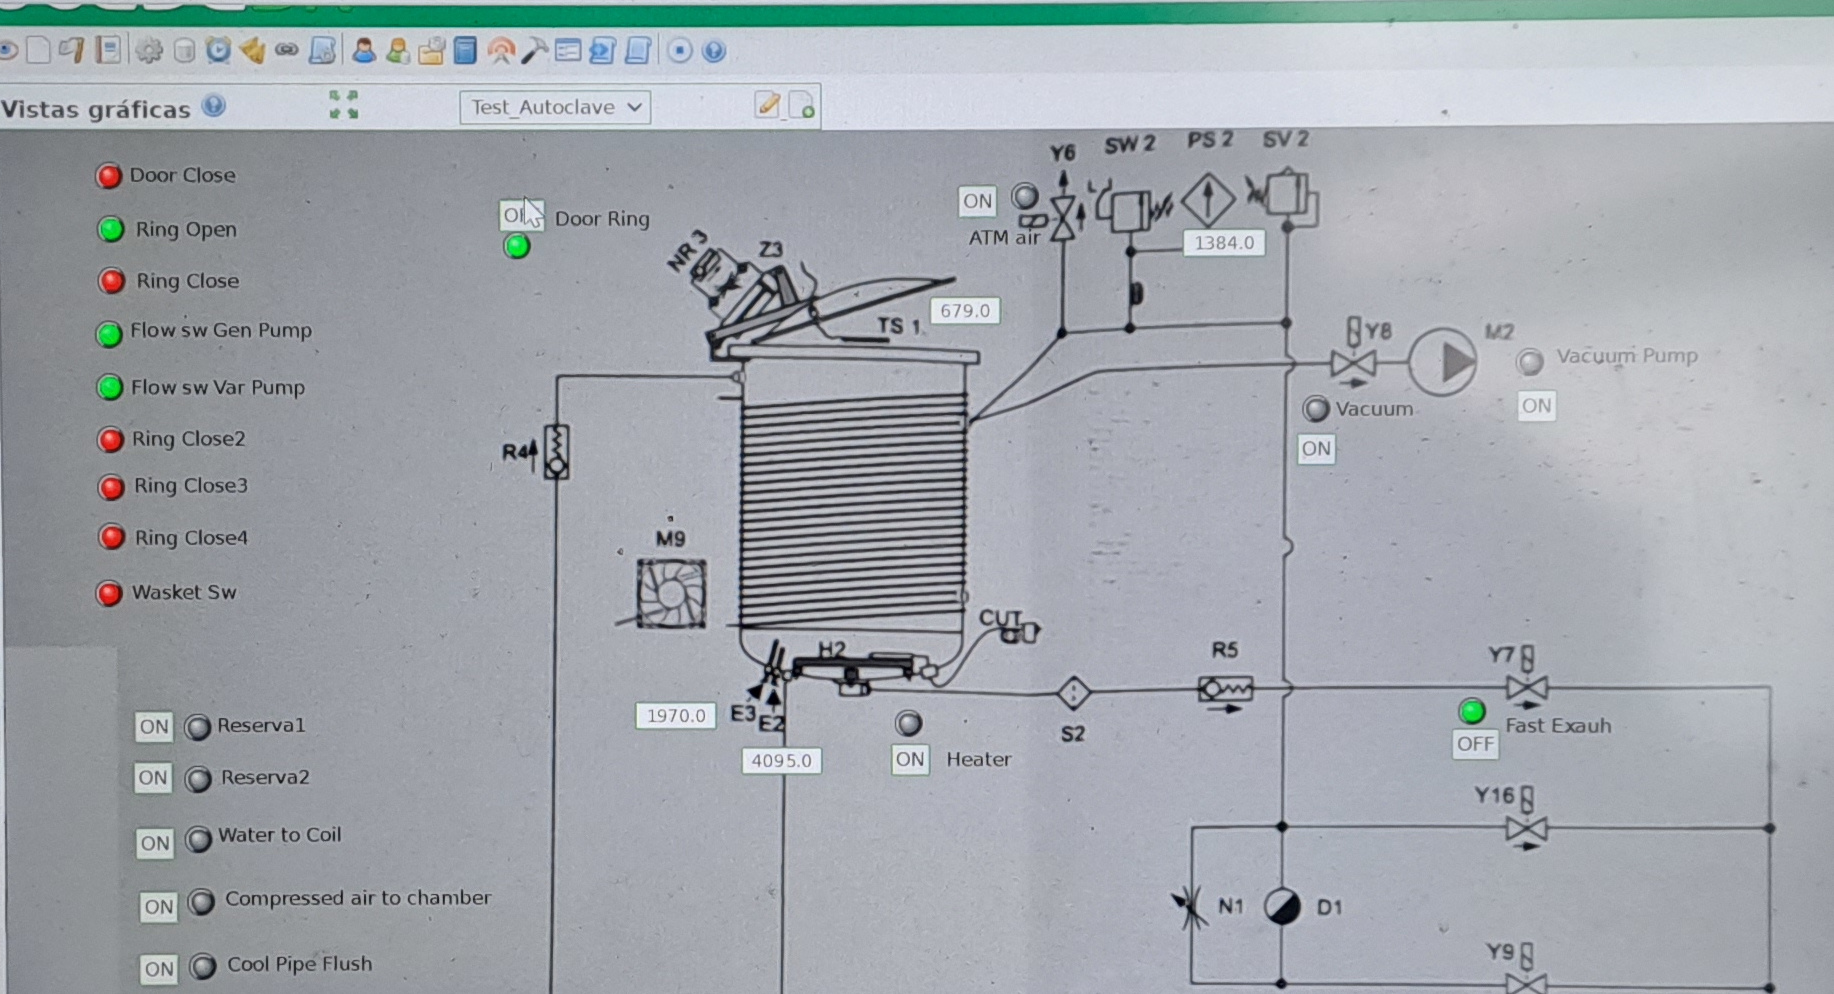 Vistas gráficas
Test_Autoclave
Door Close
Ring Open
Ring Close
Flow sw Gen Pump
Flow sw Var Pump
Ring Close2
Ring Close3
Ring Close4
Wasket Sw
Door Ring
ON
ATM air
Y6
SW 2
PS 2
SV 2
1384.0
NR 3
Z3
TS 1
679.0
Y8
M2
Vacuum Pump
ON
Vacuum
ON
R4
M9
H2
CUT
E3
E2
1970.0
4095.0
ON
Heater
S2
R5
Y7
Fast Exauh
OFF
Y16
N1
D1
Y9
ON Reserva1
ON Reserva2
ON Water to Coil
ON Compressed air to chamber
ON Cool Pipe Flush